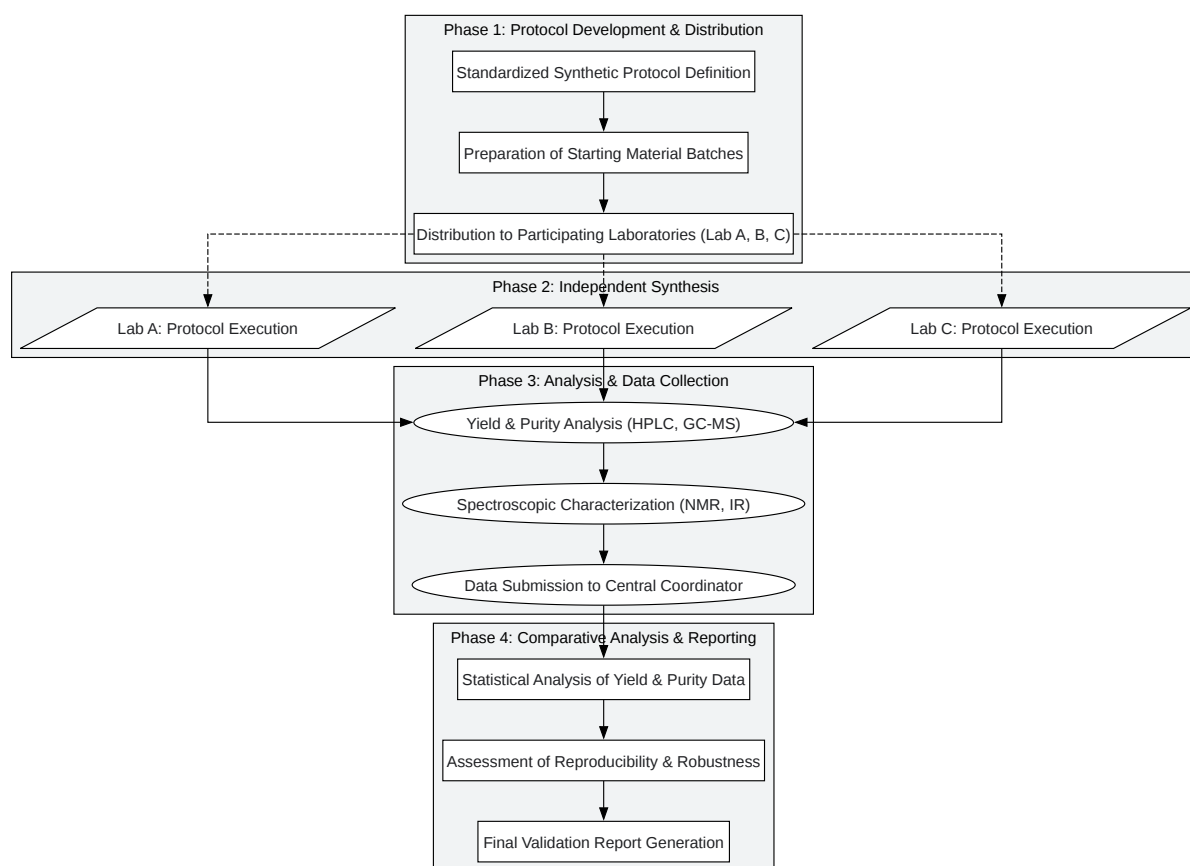 Phase 1: Protocol Development & Distribution
Standardized Synthetic Protocol Definition
Preparation of Starting Material Batches
Distribution to Participating Laboratories (Lab A, B, C)
Phase 2: Independent Synthesis
Lab A: Protocol Execution
Lab B: Protocol Execution
Lab C: Protocol Execution
Phase 3: Analysis & Data Collection
Yield & Purity Analysis (HPLC, GC-MS)
Spectroscopic Characterization (NMR, IR)
Data Submission to Central Coordinator
Phase 4: Comparative Analysis & Reporting
Statistical Analysis of Yield & Purity Data
Assessment of Reproducibility & Robustness
Final Validation Report Generation